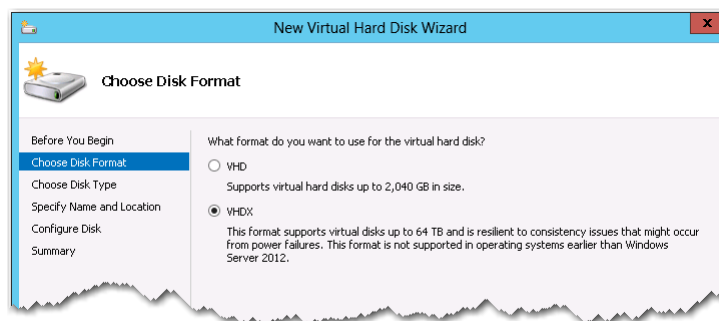 New Virtual Hard Disk Wizard
x
Choose Disk Format
Before You Begin
Choose Disk Format
Choose Disk Type
Specify Name and Location
Configure Disk
Summary
What format do you want to use for the virtual hard disk?
VHD
Supports virtual hard disks up to 2,040 GB in size.
VHDX
This format supports virtual disks up to 64 TB and is resilient to consistency issues that might occur
from power failures. This format is not supported in operating systems earlier than Windows
Server 2012.